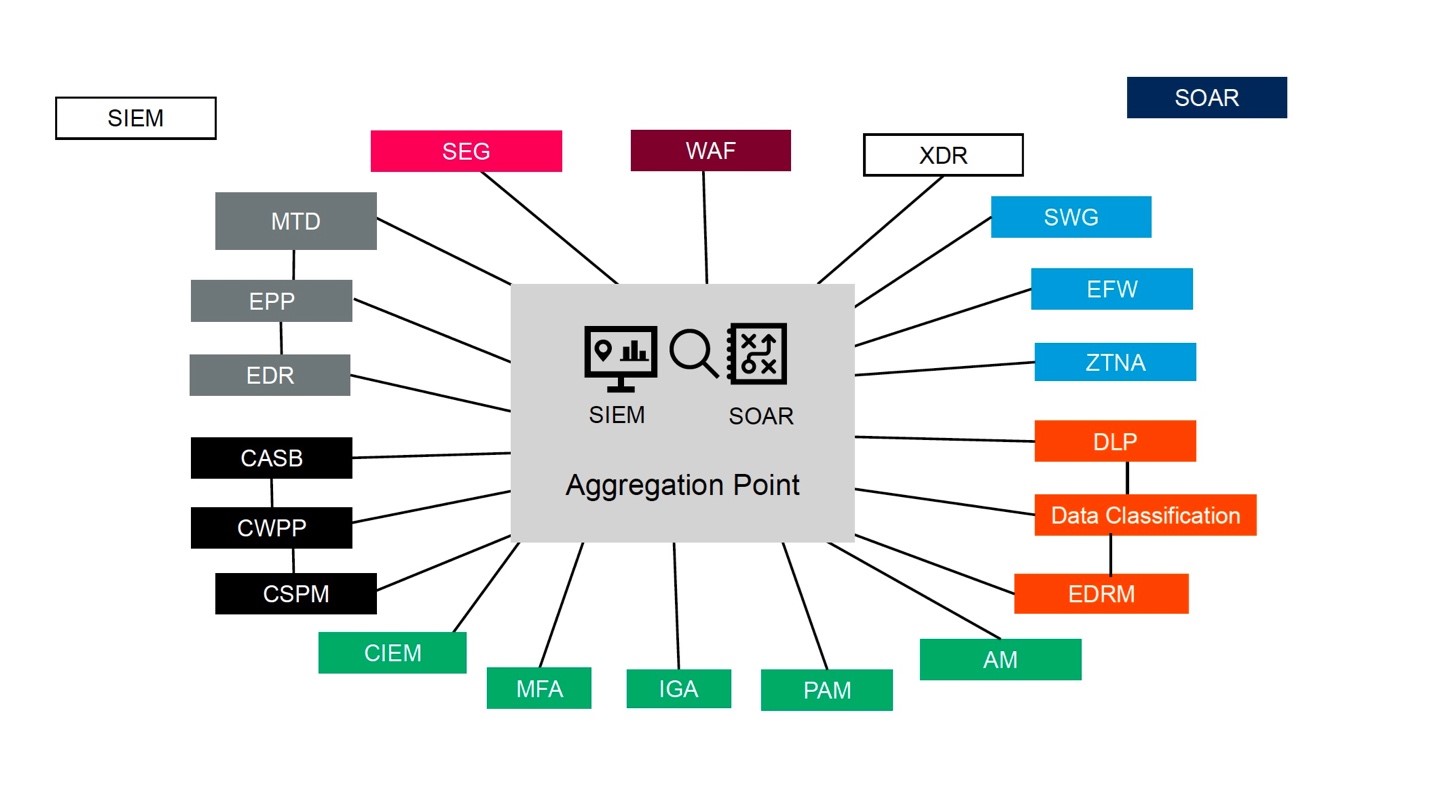 SOAR
SIEM
SEG
WAF
XDR
MTD
SWG
EPP
EFW
EDR
ZTNA
SIEM
SOAR
Aggregation Point
CASB
DLP
CWPP
Data Classification
CSPM
EDRM
CIEM
MFA
IGA
PAM
AM